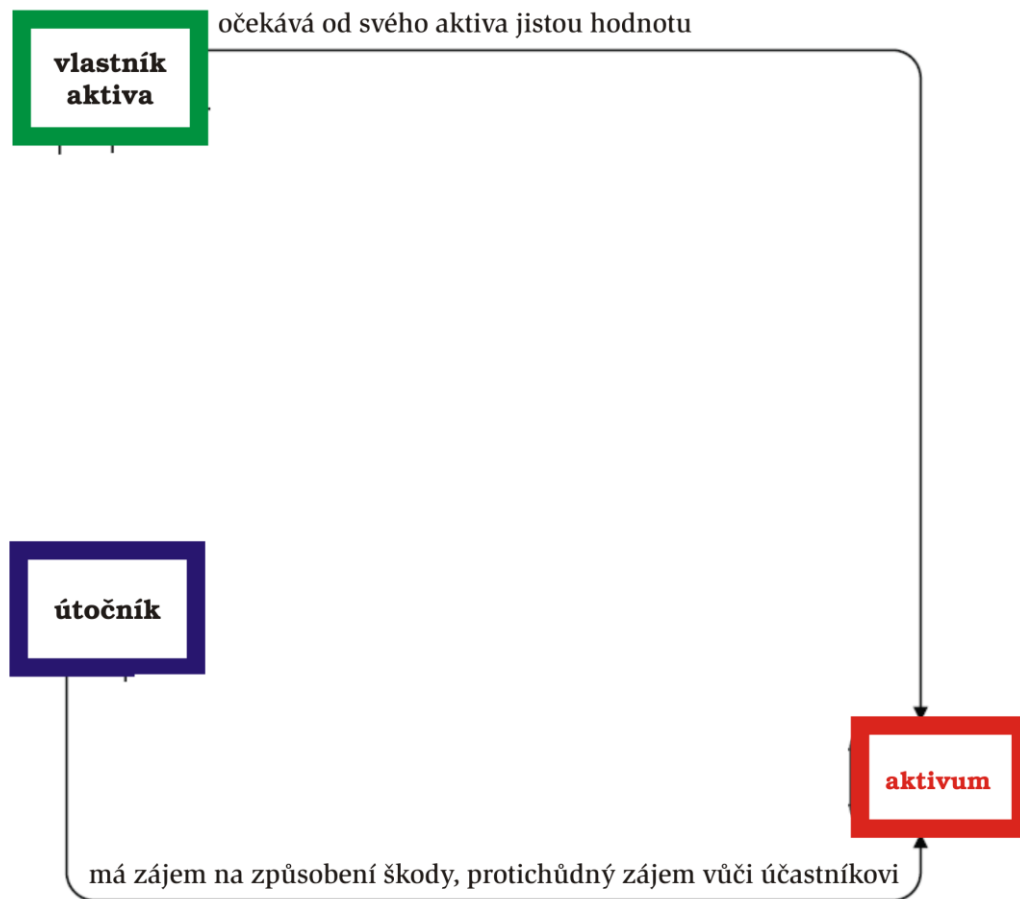 očekává od svého aktiva jistou hodnotu
vlastník
aktiva
útočník
aktivum
má zájem na způsobení škody, protichůdný zájem vůči účastníkovi